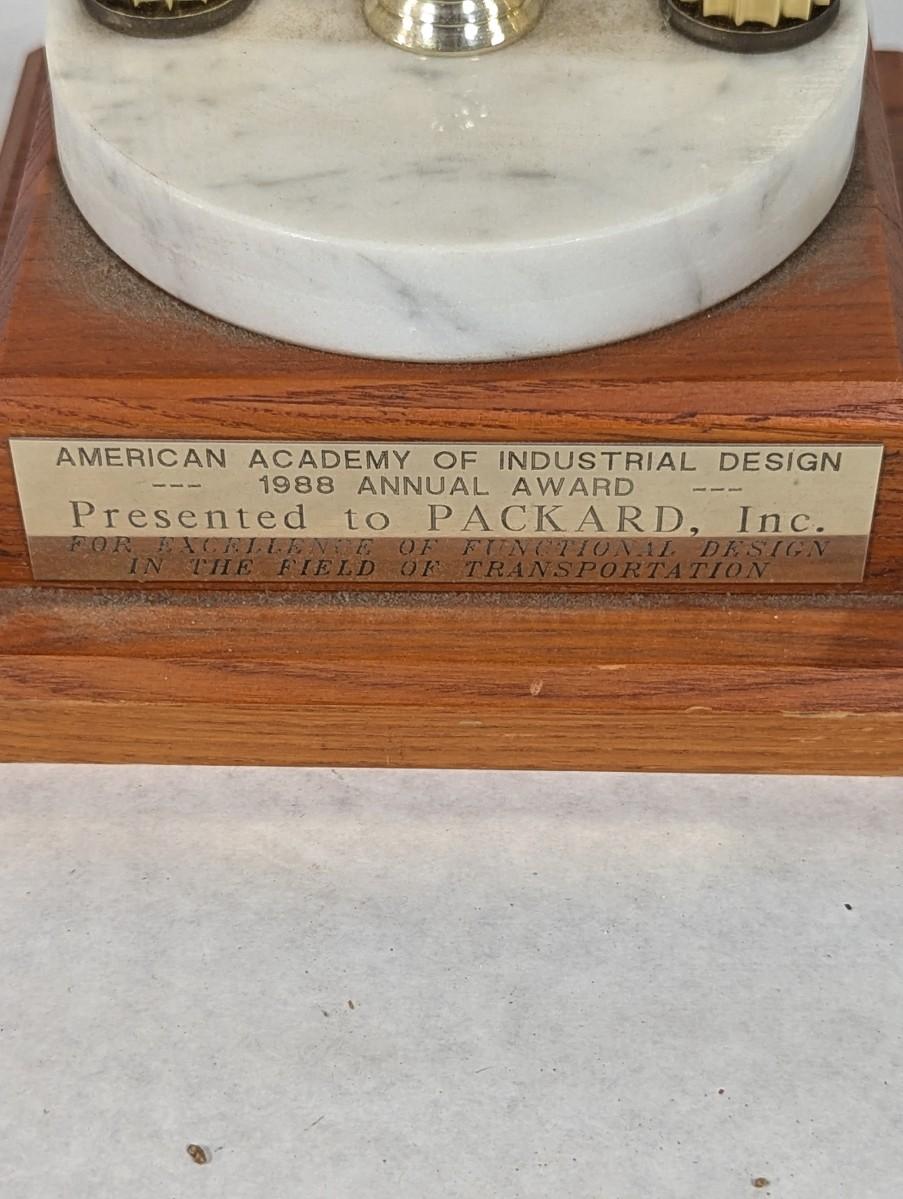 AMERICAN ACADEMY OF INDUSTRIAL DESIGN
--- 1988 ANNUAL AWARD ---
Presented to PACKARD, Inc.
FOR EXCELLENCE OF FUNCTIONAL DESIGN
IN THE FIELD OF TRANSPORTATION